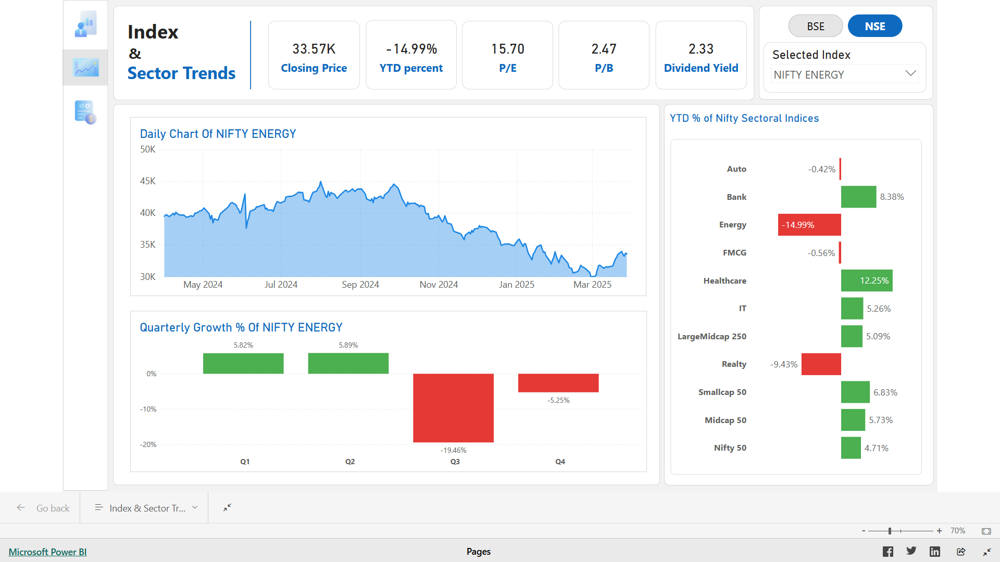 Index
&
Sector Trends
33.57K
Closing Price
-14.99%
YTD percent
15.70
P/E
2.47
P/B
2.33
Dividend Yield
BSE
NSE
Selected Index
NIFTY ENERGY
IPO
$
Daily Chart Of NIFTY ENERGY
50K
45K
40K
35K
30K
May 2024
Jul 2024
Sep 2024
Nov 2024
Jan 2025
Mar 2025
Quarterly Growth % Of NIFTY ENERGY
5.82%
5.89%
0%
-10%
-5.25%
-20%
-19.46%
Q1
Q2
Q3
Q4
YTD % of Nifty Sectoral Indices
Auto -0.42%
Bank 8.38%
Energy -14.99%
FMCG -0.56%
Healthcare 12.25%
IT 5.26%
LargeMidcap 250 5.09%
Realty -9.43%
Smallcap 50 6.83%
Midcap 50 5.73%
Nifty 50 4.71%
Go back
Index & Sector Tr...
- + 70%
Microsoft Power BI
Pages